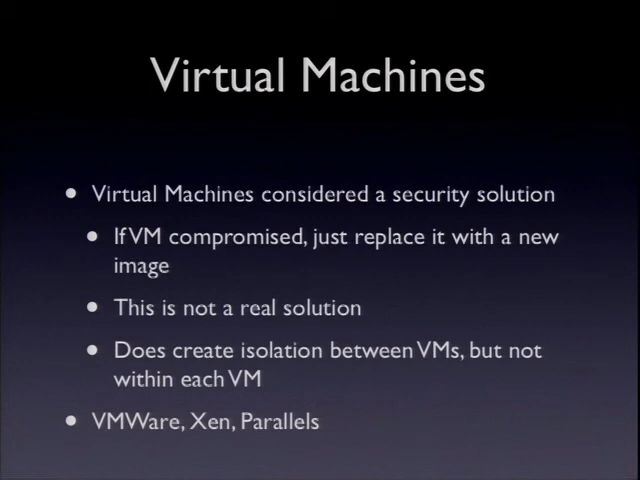 Virtual Machines
• Virtual Machines considered a security solution
• If VM compromised, just replace it with a new
image
• This is not a real solution
• Does create isolation between VMs, but not
within each VM
• VMWare, Xen, Parallels